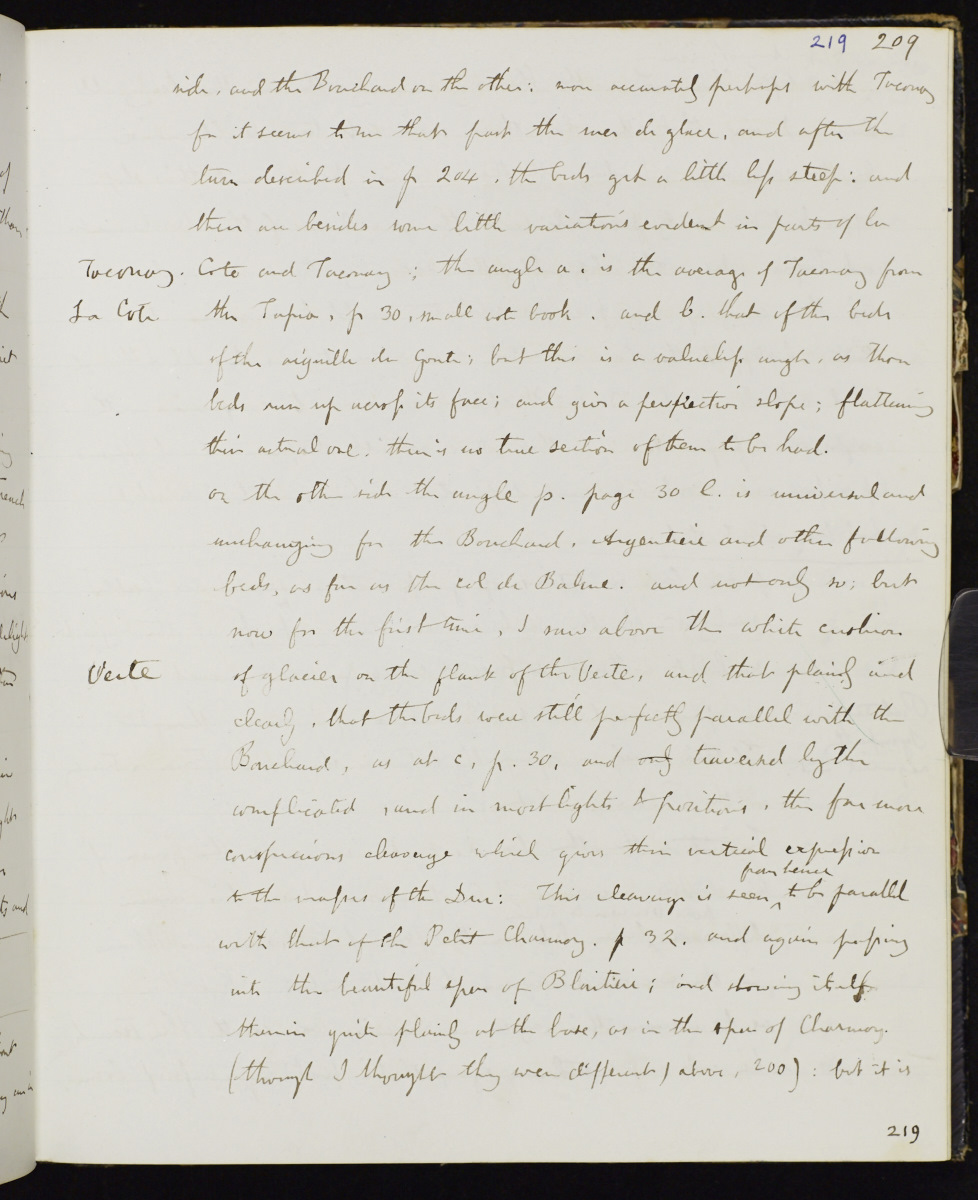 219 209
side, and the Bouchard on the other: more accurately perhaps with Taconay
for it seems to me that past the mer de glace, and after the
turn described in p 204, the beds get a little less steep: and
there are besides some little variations evident in parts of La
Taconay. Cote and Taconay; the angle a. is the average of Taconay from
La Cote the Tapia, p 30, small note book. and b. that of the beds
of the aiguille du Gouté; but this is a valueless angle, as those
beds run up across its face; and give a perspective slope; flattening
their actual one. there is no true section of them to be had.
on the other side the angle p. page 30 l. is universal and
unchanging for the Bouchard, Argentiere and other following
beds, as far as the col de Balme. and not only so; but
now for the first time, I saw above the white cushion
Verte of glacier on the flank of the Verte, and that plainly and
clearly, that the beds were still perfectly parallel with the
Bouchard, as at c, p. 30, and only traversed by the
complicated, and in most lights & positions, the far more
conspicuous cleavage which gives their vertical expression
to the masses of the Dru: This cleavage is seen from hence to be parallel
with that of the Petit Charmoz. p 32. and again passing
into the beautiful spur of Blaitiere; and showing itself
therein quite plainly at the base, as in the spur of Charmoz.
(though I thought they were different) above, 200): but it is
219